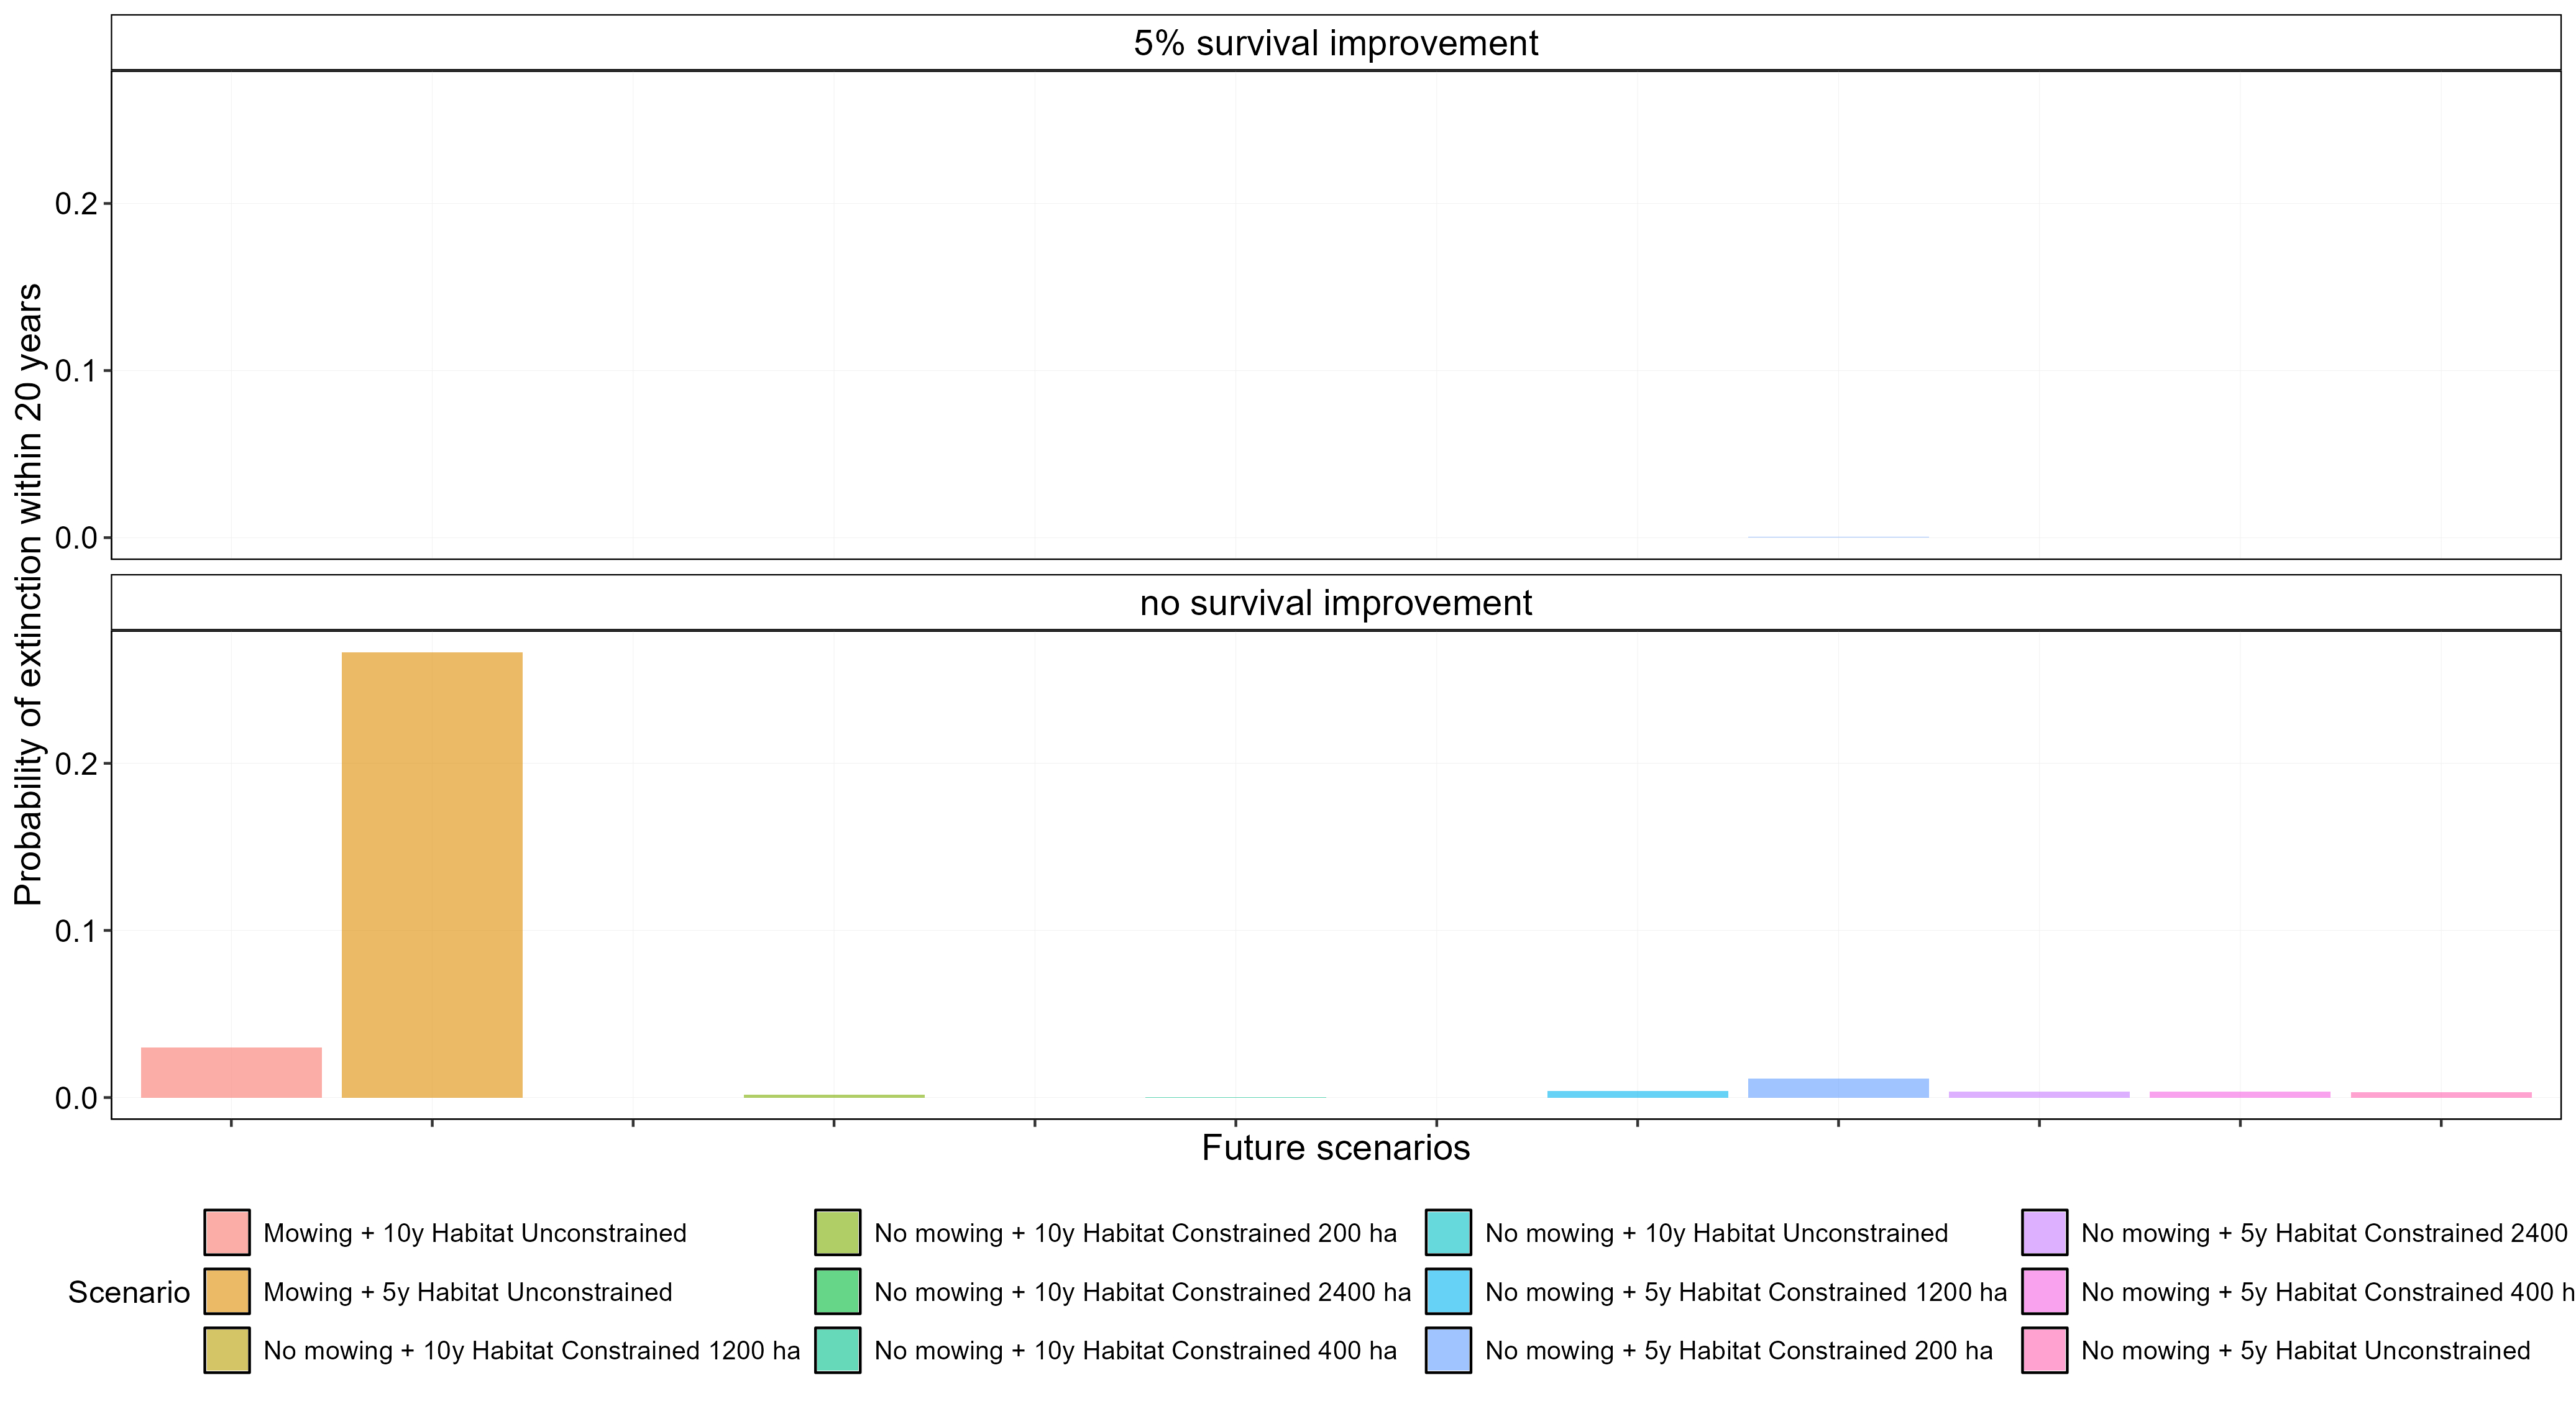 5% survival improvement
Probability of extinction within 20 years
0.2
0.1
0.0
no survival improvement
0.2
0.1
0.0
Future scenarios
Scenario
Mowing + 10y Habitat Unconstrained
Mowing + 5y Habitat Unconstrained
No mowing + 10y Habitat Constrained 1200 ha
No mowing + 10y Habitat Constrained 200 ha
No mowing + 10y Habitat Constrained 2400 ha
No mowing + 10y Habitat Constrained 400 ha
No mowing + 10y Habitat Unconstrained
No mowing + 5y Habitat Constrained 1200 ha
No mowing + 5y Habitat Constrained 200 ha
No mowing + 5y Habitat Constrained 2400
No mowing + 5y Habitat Constrained 400 h
No mowing + 5y Habitat Unconstrained